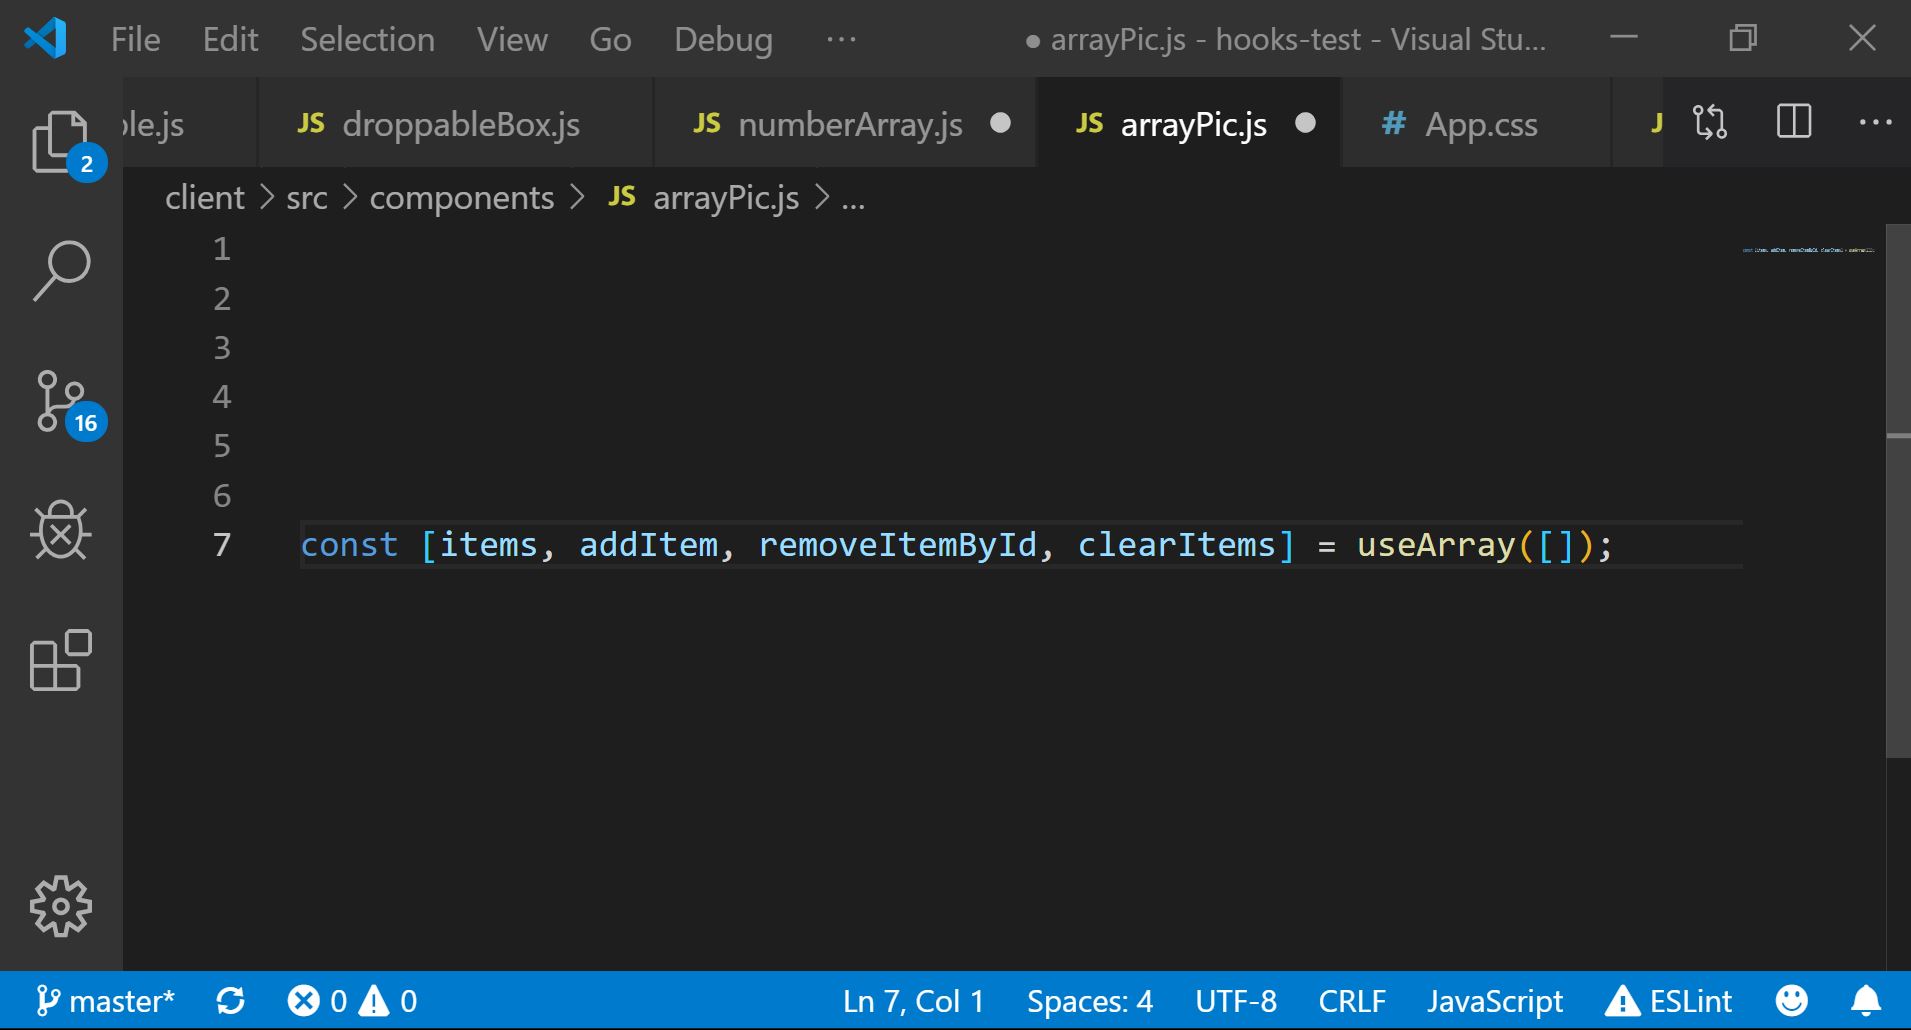 File Edit Selection View Go Debug ··· ● arrayPic.js - hooks-test - Visual Stu...
ole.js JS droppableBox.js JS numberArray.js ● JS arrayPic.js ● # App.css J ···
client > src > components > JS arrayPic.js > ...
1
2
3
4
5
6
7 const [items, addItem, removeItemById, clearItems] = useArray([]);
2
16
master* 0 0 Ln 7, Col 1 Spaces: 4 UTF-8 CRLF JavaScript ESLint